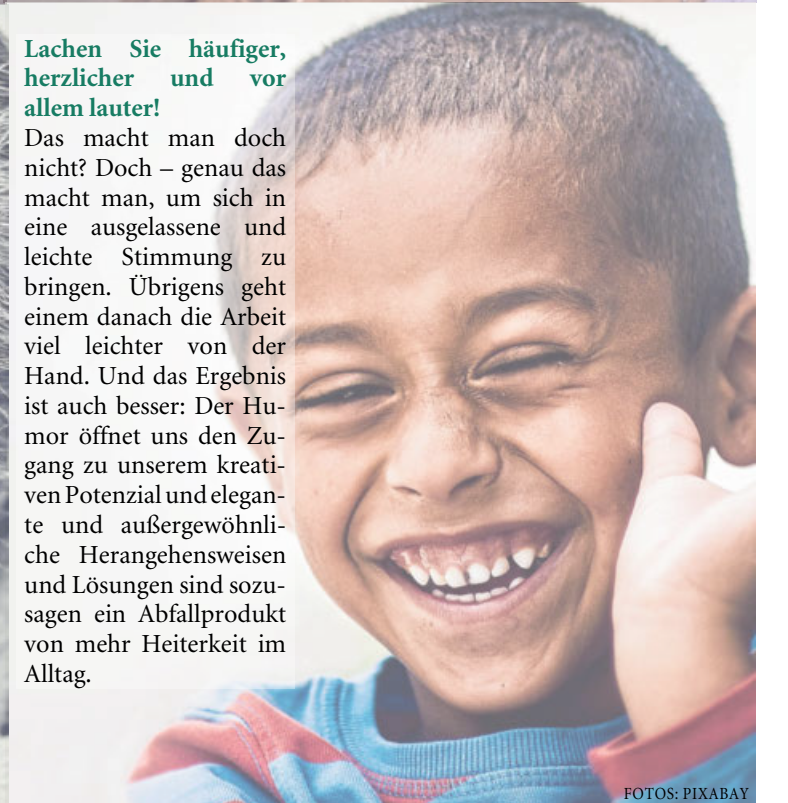 Lachen Sie häufiger,
herzlicher und vor
allem lauter!
Das macht man doch
nicht? Doch – genau das
macht man, um sich in
eine ausgelassene und
leichte Stimmung zu
bringen. Übrigens geht
einem danach die Arbeit
viel leichter von der
Hand. Und das Ergebnis
ist auch besser: Der Hu-
mor öffnet uns den Zu-
gang zu unserem kreati-
ven Potenzial und elegan-
te und außergewöhnli-
che Herangehensweisen
und Lösungen sind sozu-
sagen ein Abfallprodukt
von mehr Heiterkeit im
Alltag.
FOTOS: PIXABAY